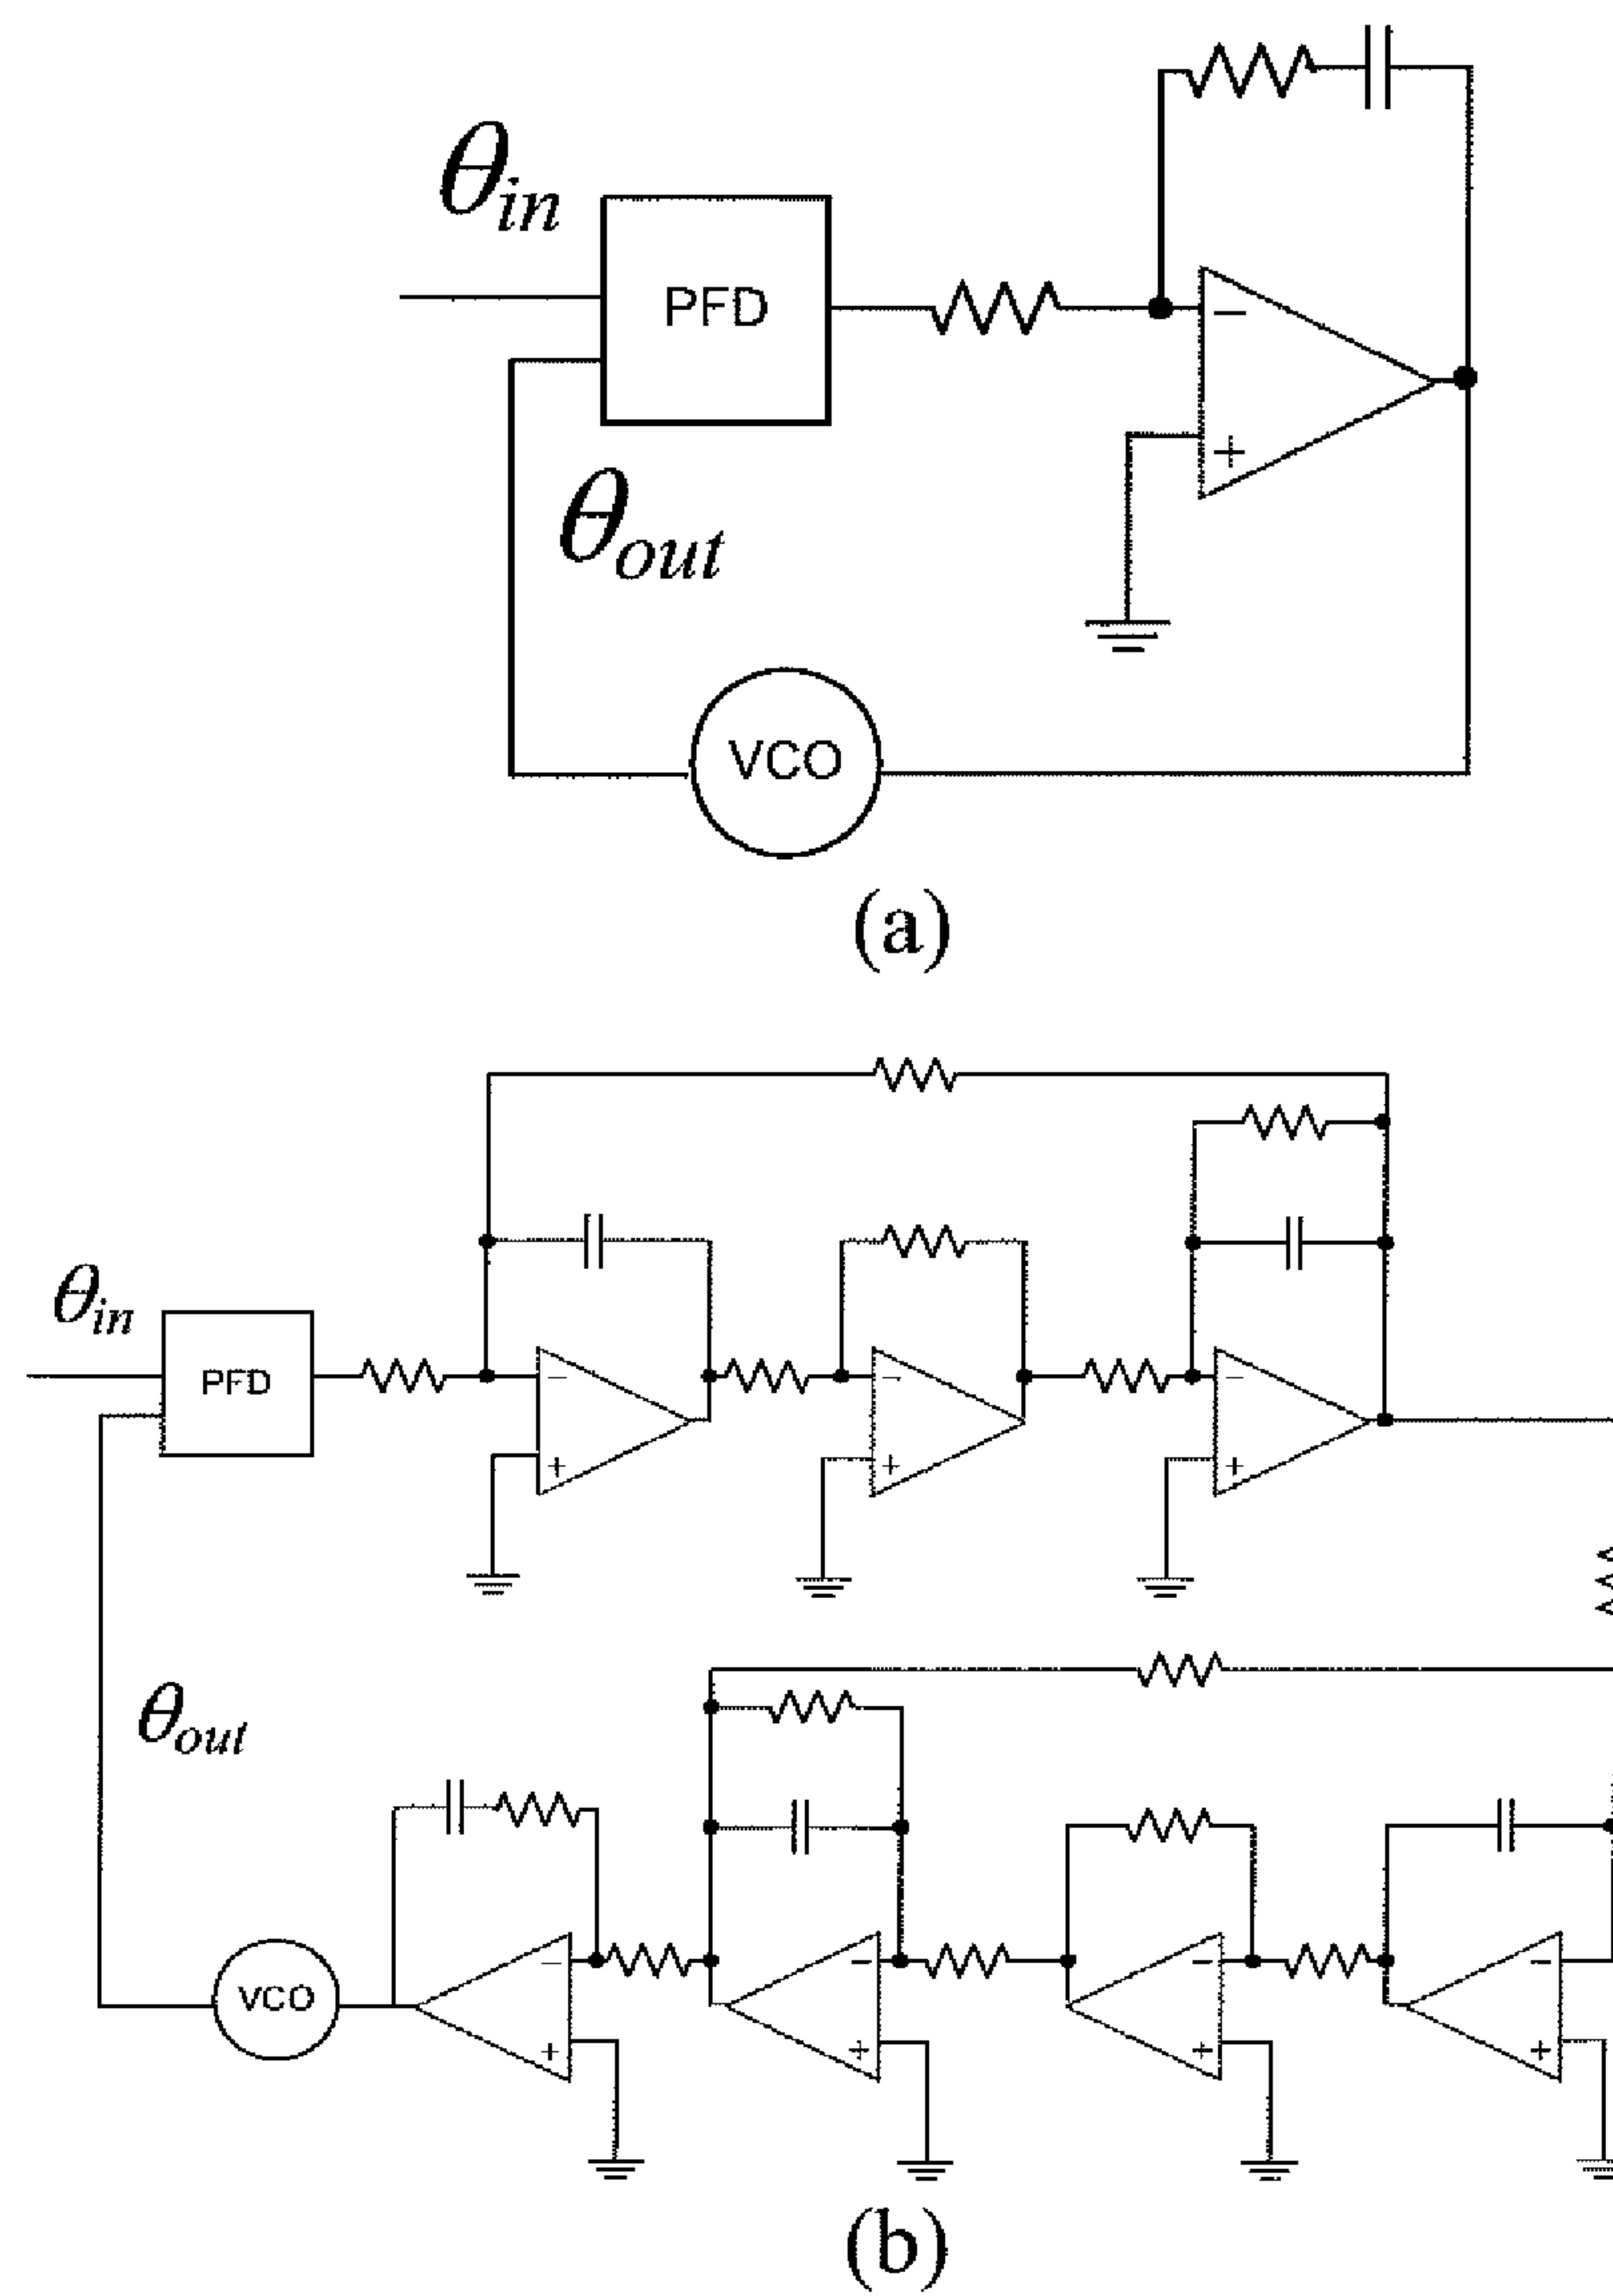 θin
PFD
−
+
θout
VCO
(a)
θin
PFD
− − −
+ + +
θout
VCO
− − − −
+ + + +
(b)